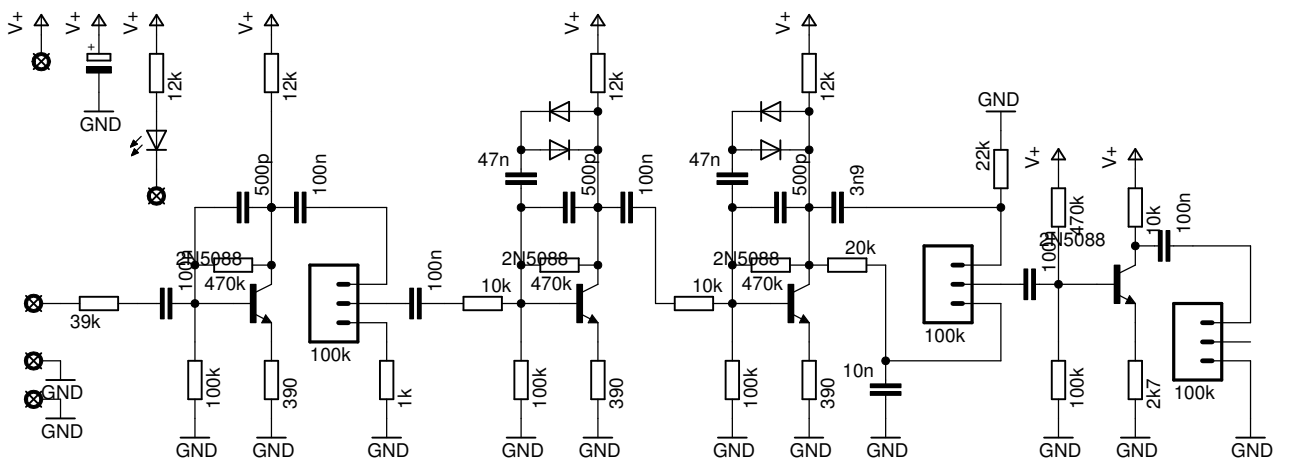 V+
V+
V+
V+
V+
V+
+
12k
12k
12k
12k
GND
GND
47n
47n
500p
100n
500p
100n
500p
3n9
22k
V+
V+
470k
10k
100n
2N5088
100n
2N5088
470k
100n
100n
2N5088
470k
10k
2N5088
470k
10k
20k
39k
100k
100k
100k
10n
GND
GND
100k
390
1k
100k
390
100k
390
100k
2k7
GND
GND
GND
GND
GND
GND
GND
GND
GND
GND
GND